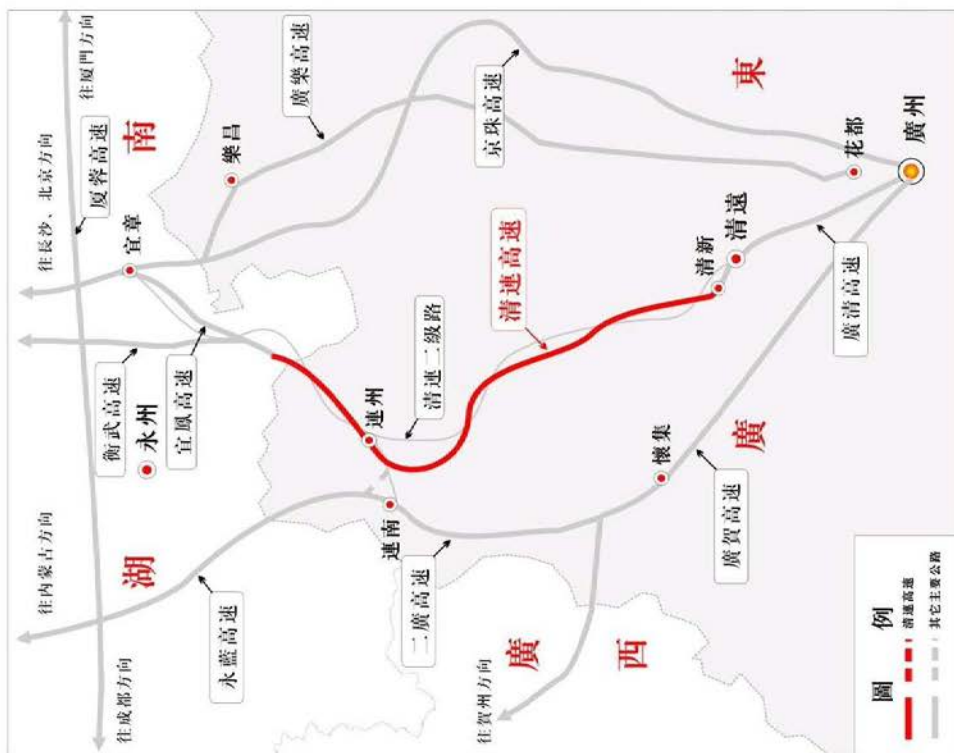 往廈門方向
往長沙、北京方向
廈蓉高速
南
宜章
樂昌
廣樂高速
京珠高速
東
花都
廣州
清遠
清新
廣清高速
清連高速
清連二級路
連州
衡武高速
永州
宜鳳高速
往內蒙古方向
湖
往成都方向
永藍高速
連南
二廣高速
懷集
廣賀高速
廣
廣
西
往賀州方向
圖 例
清連高速
其它主要公路